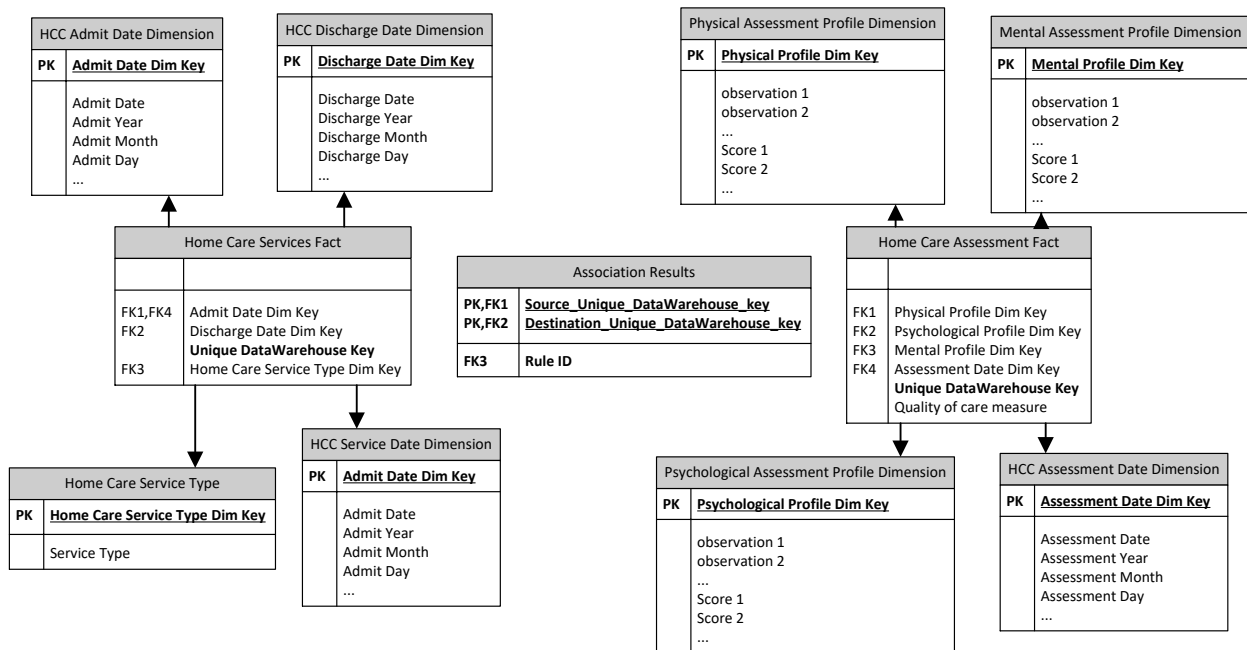 HCC Admit Date Dimension
PK Admit Date Dim Key
Admit Date
Admit Year
Admit Month
Admit Day
...
HCC Discharge Date Dimension
PK Discharge Date Dim Key
Discharge Date
Discharge Year
Discharge Month
Discharge Day
...
Physical Assessment Profile Dimension
PK Physical Profile Dim Key
observation 1
observation 2
...
Score 1
Score 2
...
Mental Assessment Profile Dimension
PK Mental Profile Dim Key
observation 1
observation 2
...
Score 1
Score 2
...
Home Care Services Fact
FK1,FK4 Admit Date Dim Key
FK2 Discharge Date Dim Key
Unique DataWarehouse Key
FK3 Home Care Service Type Dim Key
Association Results
PK,FK1 Source_Unique_DataWarehouse_key
PK,FK2 Destination_Unique_DataWarehouse_key
FK3 Rule ID
Home Care Assessment Fact
FK1 Physical Profile Dim Key
FK2 Psychological Profile Dim Key
FK3 Mental Profile Dim Key
FK4 Assessment Date Dim Key
Unique DataWarehouse Key
Quality of care measure
Home Care Service Type
PK Home Care Service Type Dim Key
Service Type
HCC Service Date Dimension
PK Admit Date Dim Key
Admit Date
Admit Year
Admit Month
Admit Day
...
Psychological Assessment Profile Dimension
PK Psychological Profile Dim Key
observation 1
observation 2
...
Score 1
Score 2
...
HCC Assessment Date Dimension
PK Assessment Date Dim Key
Assessment Date
Assessment Year
Assessment Month
Assessment Day
...